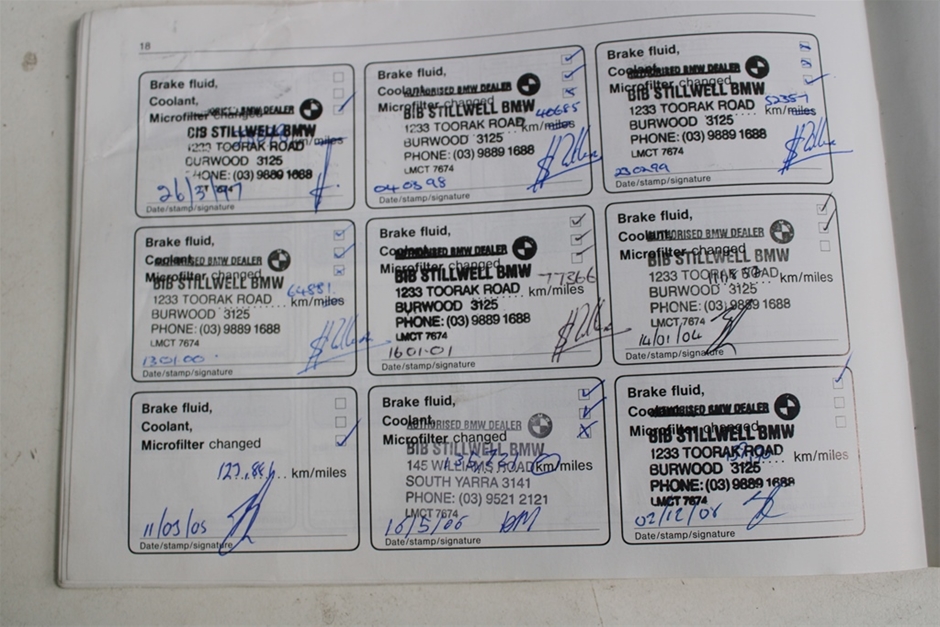 18
Brake fluid,
Coolant,
AUTHORISED BMW DEALER
Microfilter changed
BIB STILLWELL BMW
1233 TOORAK ROAD
km/miles
BURWOOD 3125
PHONE: (03) 9889 1688
LMCT 7674
26/3/97
Date/stamp/signature
Brake fluid,
Coolant,
AUTHORISED BMW DEALER
Microfilter changed
BIB STILLWELL BMW
40685
1233 TOORAK ROAD
km/miles
BURWOOD 3125
PHONE: (03) 9889 1688
LMCT 7674
04 03 98
Date/stamp/signature
Brake fluid,
Coolant,
AUTHORISED BMW DEALER
Microfilter changed
BIB STILLWELL BMW
52357
1233 TOORAK ROAD
km/miles
BURWOOD 3125
PHONE: (03) 9889 1688
LMCT 7674
230299
Date/stamp/signature
Brake fluid,
Coolant,
AUTHORISED BMW DEALER
Microfilter changed
BIB STILLWELL BMW
64881
1233 TOORAK ROAD
km/miles
BURWOOD 3125
PHONE: (03) 9889 1688
LMCT 7674
130100
Date/stamp/signature
Brake fluid,
Coolant,
AUTHORISED BMW DEALER
Microfilter changed
BIB STILLWELL BMW
77366
1233 TOORAK ROAD
km/miles
BURWOOD 3125
PHONE: (03) 9889 1688
LMCT 7674
160101
Date/stamp/signature
Brake fluid,
Coolant,
AUTHORISED BMW DEALER
Microfilter changed
BIB STILLWELL BMW
1233 TOORAK ROAD
km/miles
BURWOOD 3125
PHONE: (03) 9889 1688
LMCT 7674
14/01/04
Date/stamp/signature
Brake fluid,
Coolant,
Microfilter changed
127,844 km/miles
11/03/05
Date/stamp/signature
Brake fluid,
Coolant,
AUTHORISED BMW DEALER
Microfilter changed
BIB STILLWELL BMW
145 WILLIAMS ROAD
km/miles
SOUTH YARRA 3141
PHONE: (03) 9521 2121
LMCT 7674
16/5/06
Date/stamp/signature
Brake fluid,
Coolant,
AUTHORISED BMW DEALER
Microfilter changed
BIB STILLWELL BMW
1233 TOORAK ROAD
km/miles
BURWOOD 3125
PHONE: (03) 9889 1688
LMCT 7674
02/12/06
Date/stamp/signature